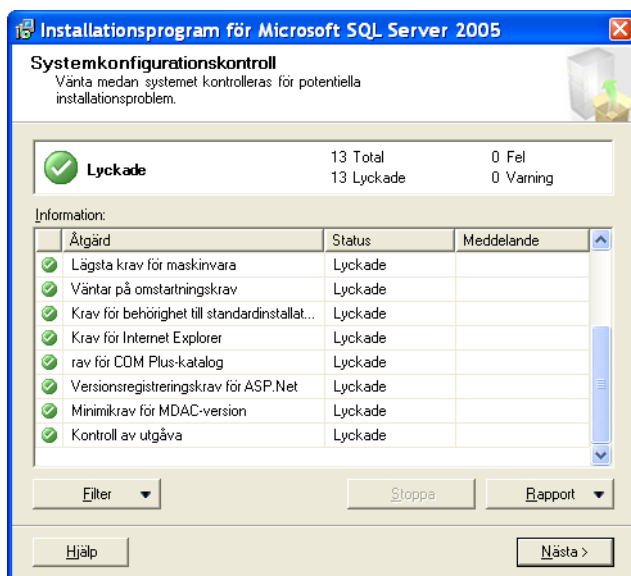 Installationsprogram för Microsoft SQL Server 2005
Systemkonfigurationskontroll
Vänta medan systemet kontrolleras för potentiella
installationsproblem.
Lyckade
13 Total
0 Fel
13 Lyckade
0 Varning
Information:
Åtgärd Status Meddelande
Lägsta krav för maskinvara Lyckade
Väntar på omstartningskrav Lyckade
Krav för behörighet till standardinstallat... Lyckade
Krav för Internet Explorer Lyckade
rav för COM Plus-katalog Lyckade
Versionsregistreringskrav för ASP.Net Lyckade
Minimikrav för MDAC-version Lyckade
Kontroll av utgåva Lyckade
Filter Stoppa Rapport
Hjälp Nästa >